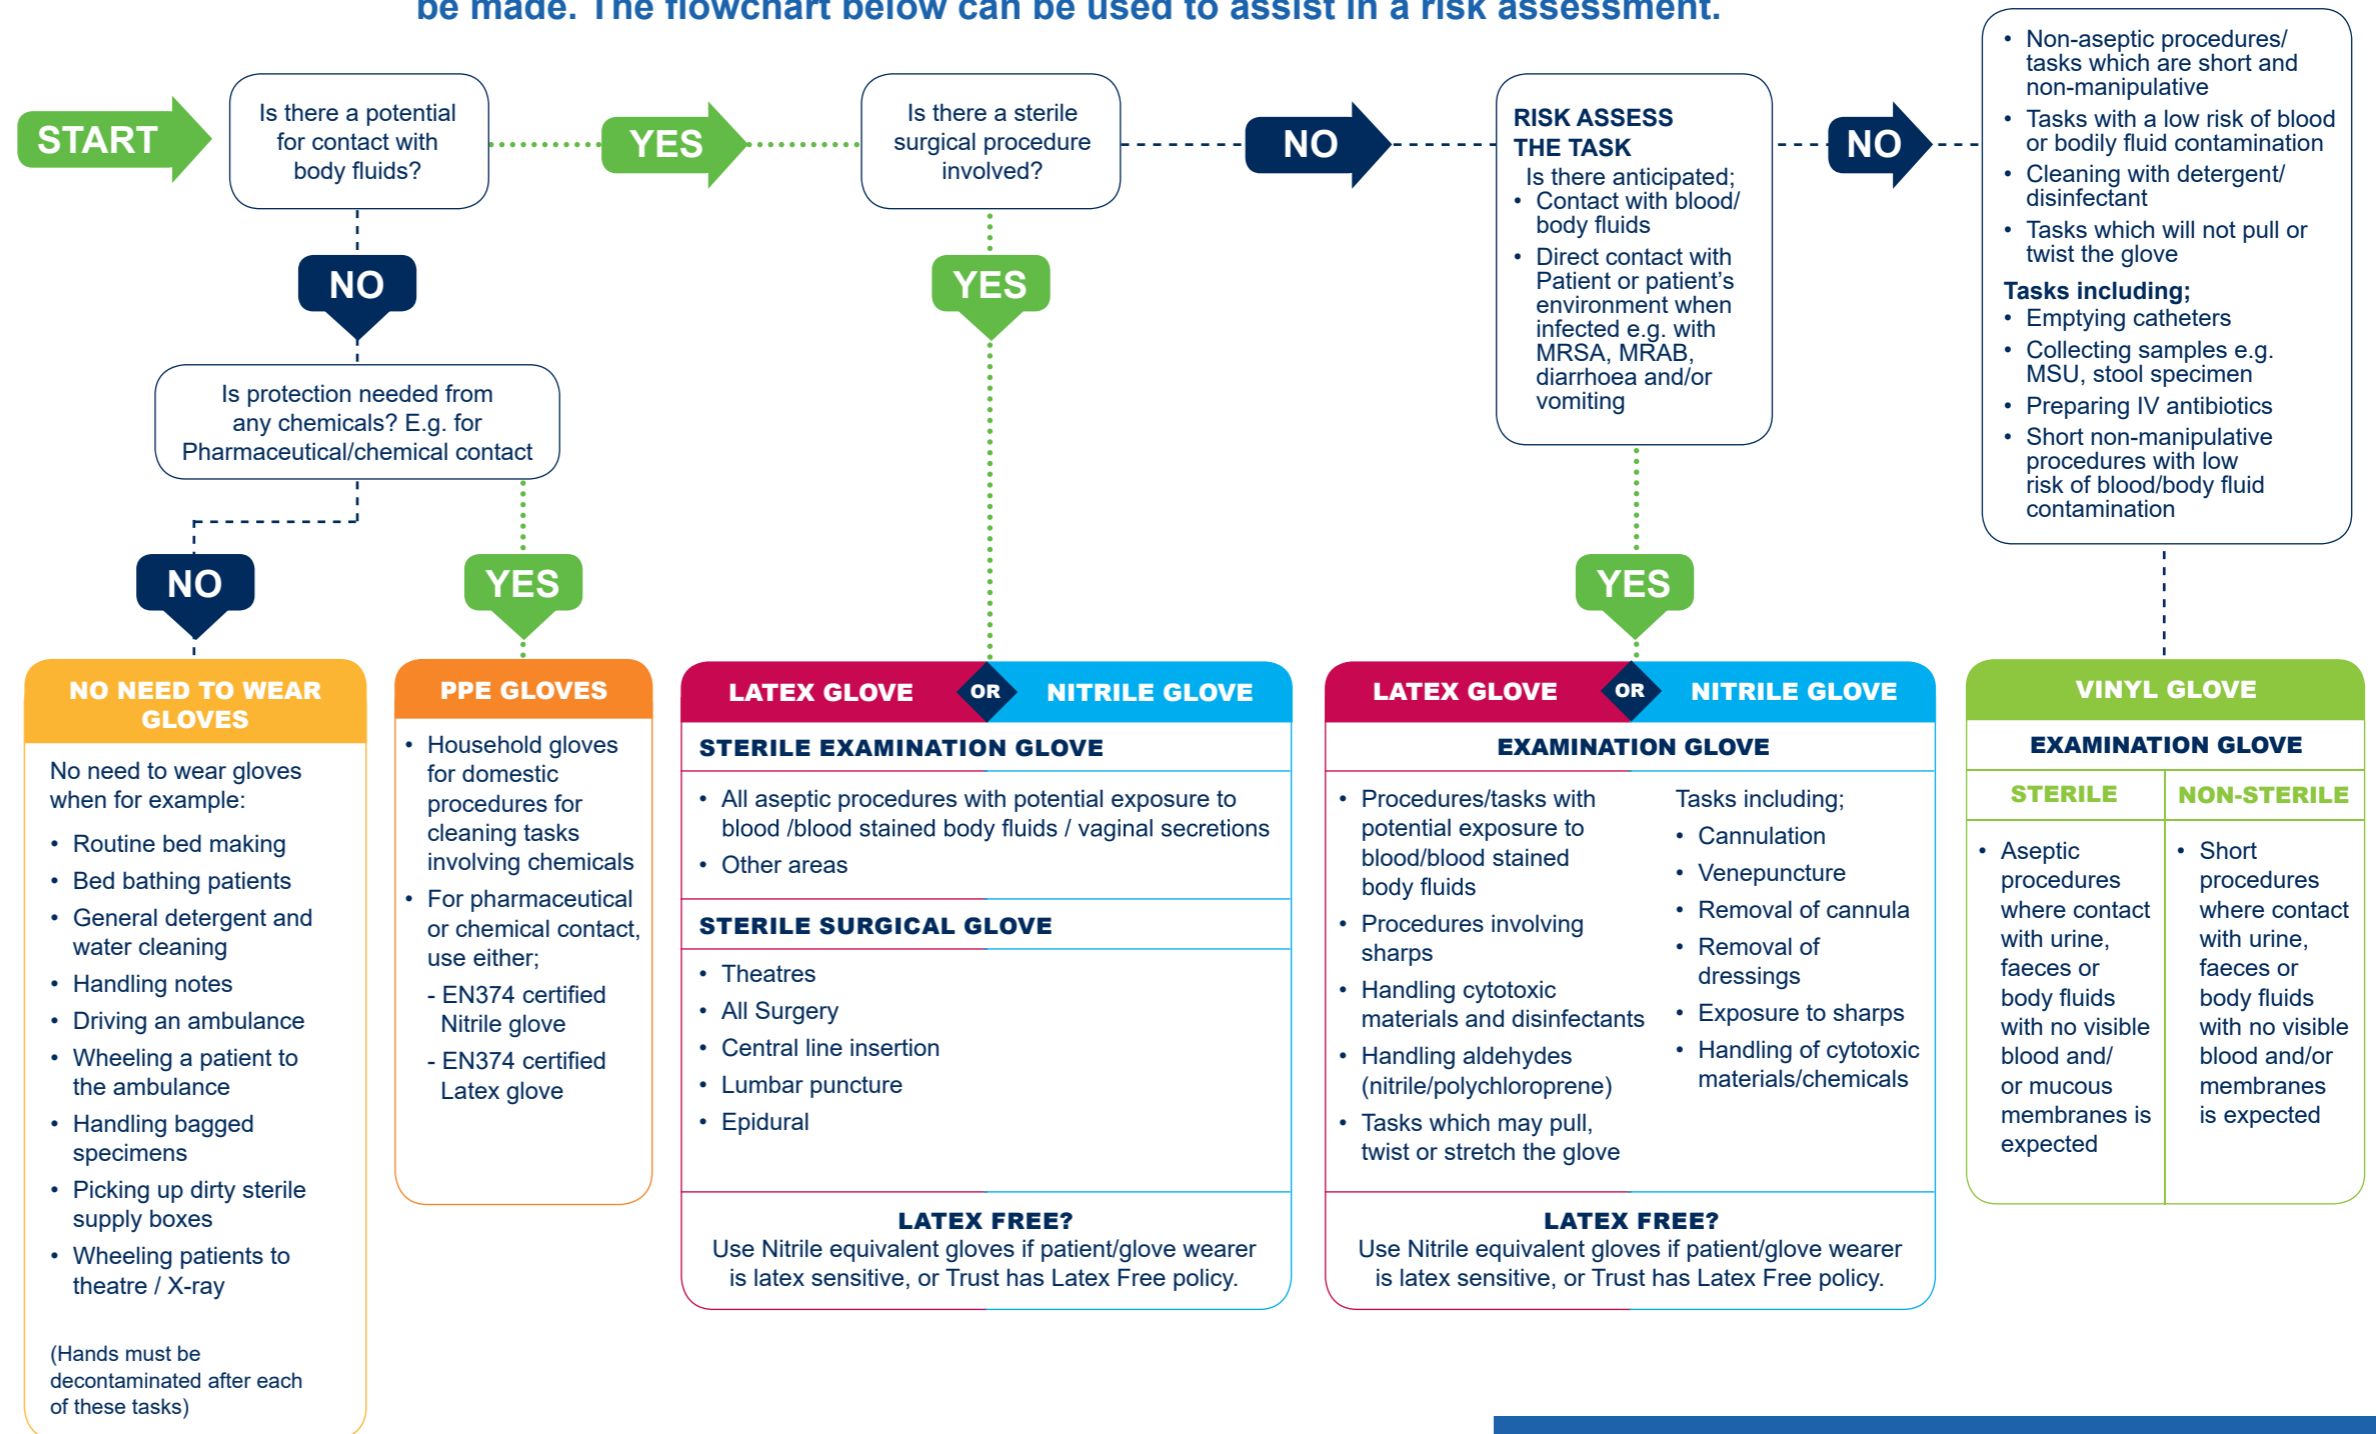 be made. The flowchart below can be used to assist in a risk assessment.
START
Is there a potential
for contact with
body fluids?
YES
Is there a sterile
surgical procedure
involved?
NO
RISK ASSESS
THE TASK
Is there anticipated;
• Contact with blood/
body fluids
• Direct contact with
Patient or patient's
environment when
infected e.g. with
MRSA, MRAB,
diarrhoea and/or
vomiting
NO
• Non-aseptic procedures/
tasks which are short and
non-manipulative
• Tasks with a low risk of blood
or bodily fluid contamination
• Cleaning with detergent/
disinfectant
• Tasks which will not pull or
twist the glove
Tasks including;
• Emptying catheters
• Collecting samples e.g.
MSU, stool specimen
• Preparing IV antibiotics
• Short non-manipulative
procedures with low
risk of blood/body fluid
contamination
NO
YES
Is protection needed from
any chemicals? E.g. for
Pharmaceutical/chemical contact
NO
YES
YES
NO NEED TO WEAR
GLOVES
No need to wear gloves
when for example:
• Routine bed making
• Bed bathing patients
• General detergent and
water cleaning
• Handling notes
• Driving an ambulance
• Wheeling a patient to
the ambulance
• Handling bagged
specimens
• Picking up dirty sterile
supply boxes
• Wheeling patients to
theatre / X-ray
(Hands must be
decontaminated after each
of these tasks)
PPE GLOVES
• Household gloves
for domestic
procedures for
cleaning tasks
involving chemicals
• For pharmaceutical
or chemical contact,
use either;
- EN374 certified
Nitrile glove
- EN374 certified
Latex glove
LATEX GLOVE OR NITRILE GLOVE
STERILE EXAMINATION GLOVE
• All aseptic procedures with potential exposure to
blood /blood stained body fluids / vaginal secretions
• Other areas
STERILE SURGICAL GLOVE
• Theatres
• All Surgery
• Central line insertion
• Lumbar puncture
• Epidural
LATEX FREE?
Use Nitrile equivalent gloves if patient/glove wearer
is latex sensitive, or Trust has Latex Free policy.
LATEX GLOVE OR NITRILE GLOVE
EXAMINATION GLOVE
• Procedures/tasks with
potential exposure to
blood/blood stained
body fluids
• Procedures involving
sharps
• Handling cytotoxic
materials and disinfectants
• Handling aldehydes
(nitrile/polychloroprene)
• Tasks which may pull,
twist or stretch the glove
Tasks including;
• Cannulation
• Venepuncture
• Removal of cannula
• Removal of
dressings
• Exposure to sharps
• Handling of cytotoxic
materials/chemicals
LATEX FREE?
Use Nitrile equivalent gloves if patient/glove wearer
is latex sensitive, or Trust has Latex Free policy.
VINYL GLOVE
EXAMINATION GLOVE
STERILE
• Aseptic
procedures
where contact
with urine,
faeces or
body fluids
with no visible
blood and/
or mucous
membranes is
expected
NON-STERILE
• Short
procedures
where contact
with urine,
faeces or
body fluids
with no visible
blood and/or
membranes
is expected